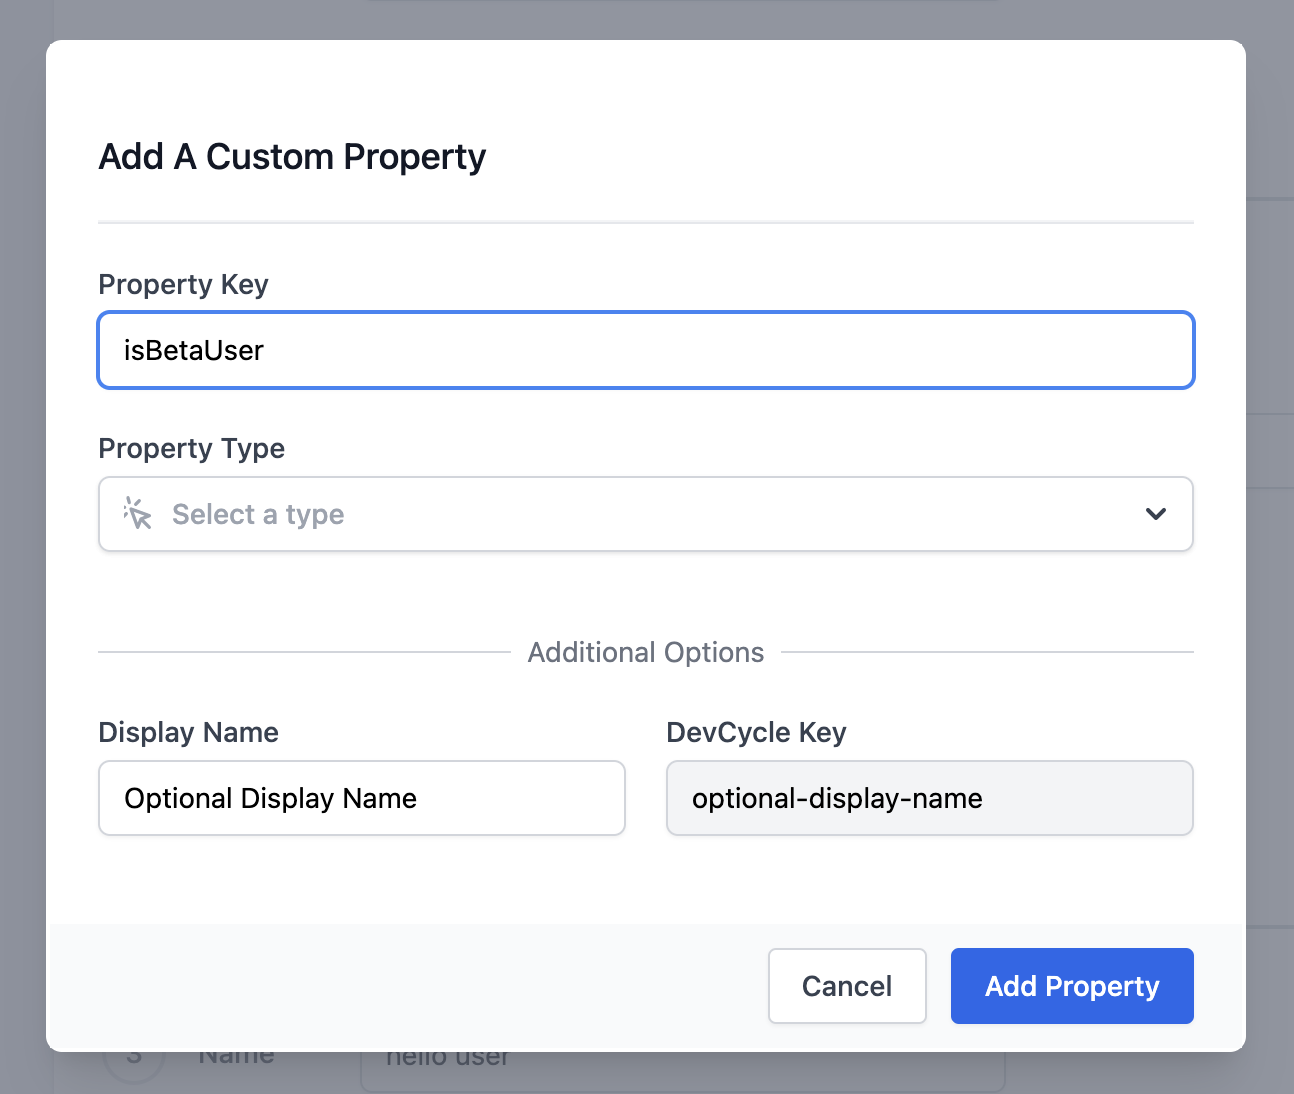 Add A Custom Property
Property Key
isBetaUser
Property Type
Select a type
Additional Options
Display Name
DevCycle Key
Optional Display Name
optional-display-name
Cancel
Add Property
3
Name
hello user